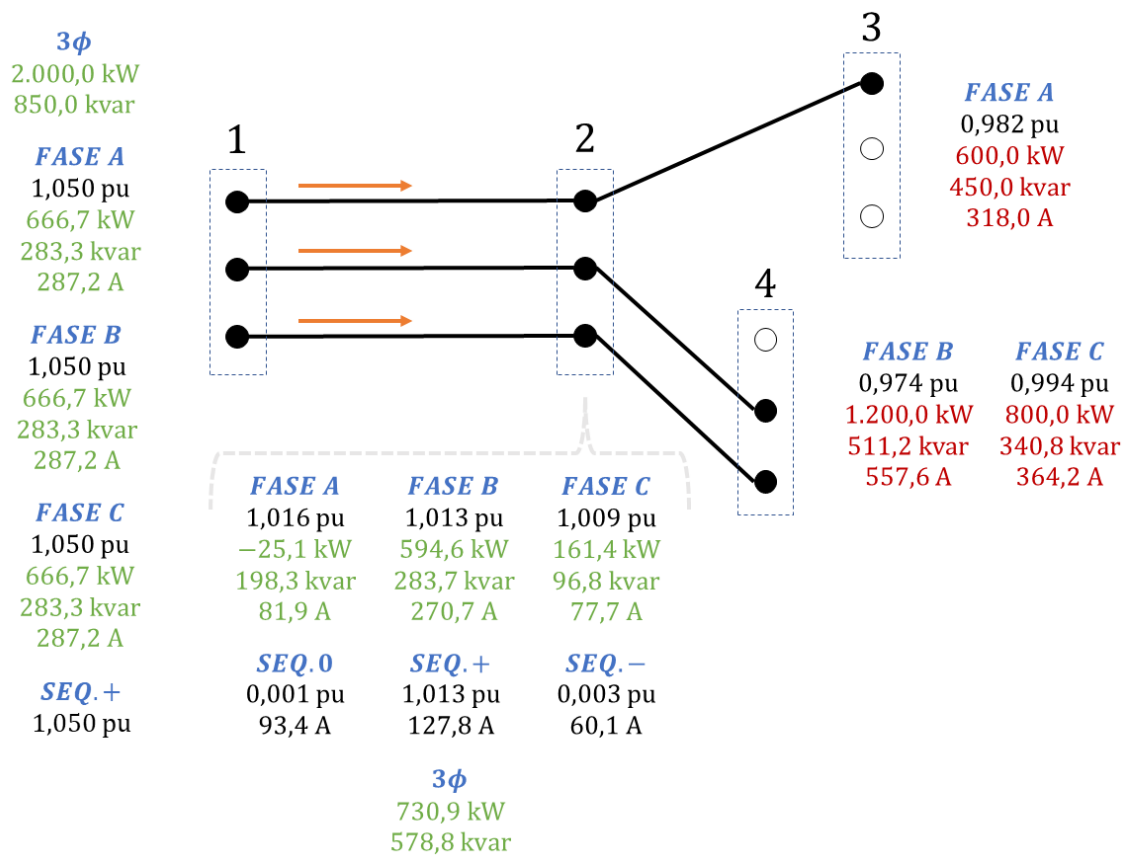 3ϕ
2.000,0 kW
850,0 kvar
FASE A
1,050 pu
666,7 kW
283,3 kvar
287,2 A
FASE B
1,050 pu
666,7 kW
283,3 kvar
287,2 A
FASE C
1,050 pu
666,7 kW
283,3 kvar
287,2 A
SEQ.+
1,050 pu
1
2
3
FASE A
0,982 pu
600,0 kW
450,0 kvar
318,0 A
4
FASE B
0,974 pu
1.200,0 kW
511,2 kvar
557,6 A
FASE C
0,994 pu
800,0 kW
340,8 kvar
364,2 A
FASE A
1,016 pu
−25,1 kW
198,3 kvar
81,9 A
FASE B
1,013 pu
594,6 kW
283,7 kvar
270,7 A
FASE C
1,009 pu
161,4 kW
96,8 kvar
77,7 A
SEQ.0
0,001 pu
93,4 A
SEQ.+
1,013 pu
127,8 A
SEQ.−
0,003 pu
60,1 A
3ϕ
730,9 kW
578,8 kvar